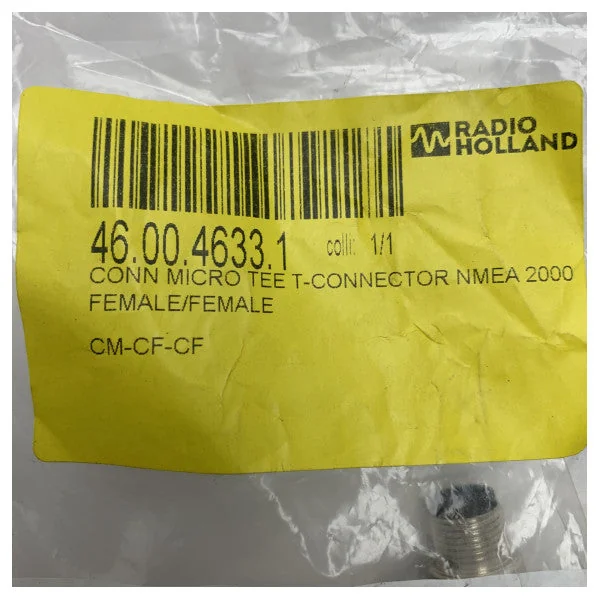 RADIO
HOLLAND
46.00.4633.1 colli: 1/1
CONN MICRO TEE T-CONNECTOR NMEA 2000
FEMALE/FEMALE
CM-CF-CF